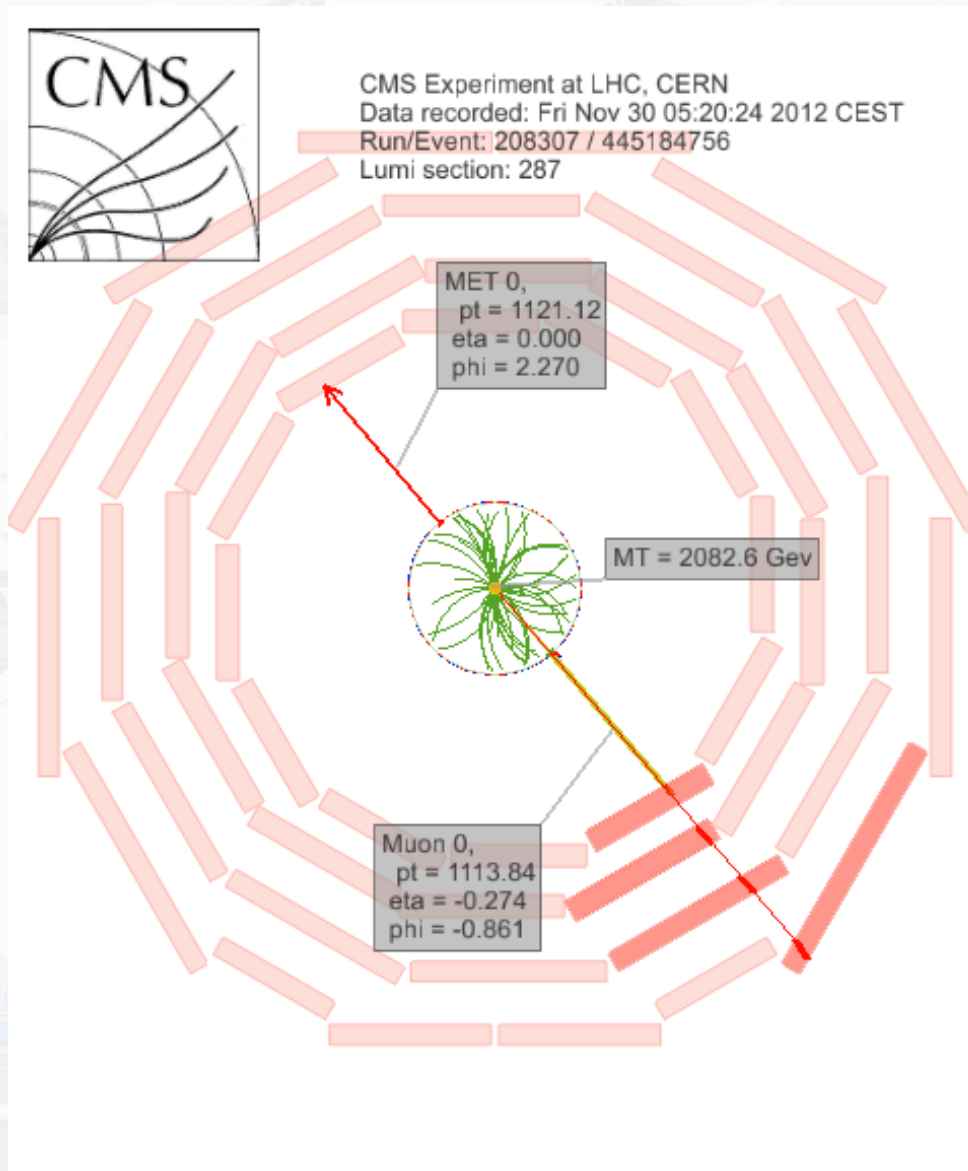 CMS
CMS Experiment at LHC, CERN
Data recorded: Fri Nov 30 05:20:24 2012 CEST
Run/Event: 208307 / 445184756
Lumi section: 287
MET 0,
pt = 1121.12
eta = 0.000
phi = 2.270
MT = 2082.6 Gev
Muon 0,
pt = 1113.84
eta = -0.274
phi = -0.861